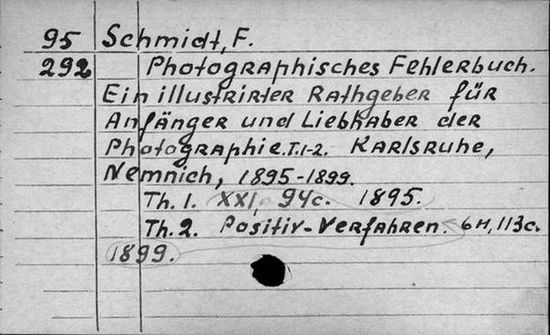 95 Schmidt, F.
292 Photographisches Fehlerbuch.
Ein illustrirter Rathgeber für
Anfänger und Liebhaber der
Photographie. T.1-2. Karlsruhe,
Nemnich, 1895-1899.
Th. 1. XXI, 94c. 1895.
Th. 2. Positiv-Verfahren. 6H, 113c.
1899.